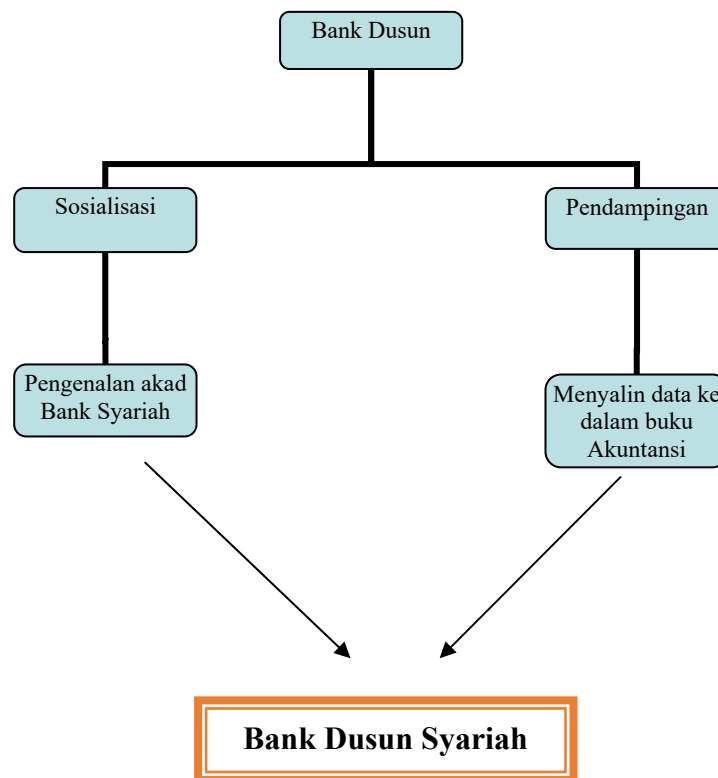 Bank Dusun
Sosialisasi
Pendampingan
Pengenalan akad
Bank Syariah
Menyalin data ke
dalam buku
Akuntansi
Bank Dusun Syariah